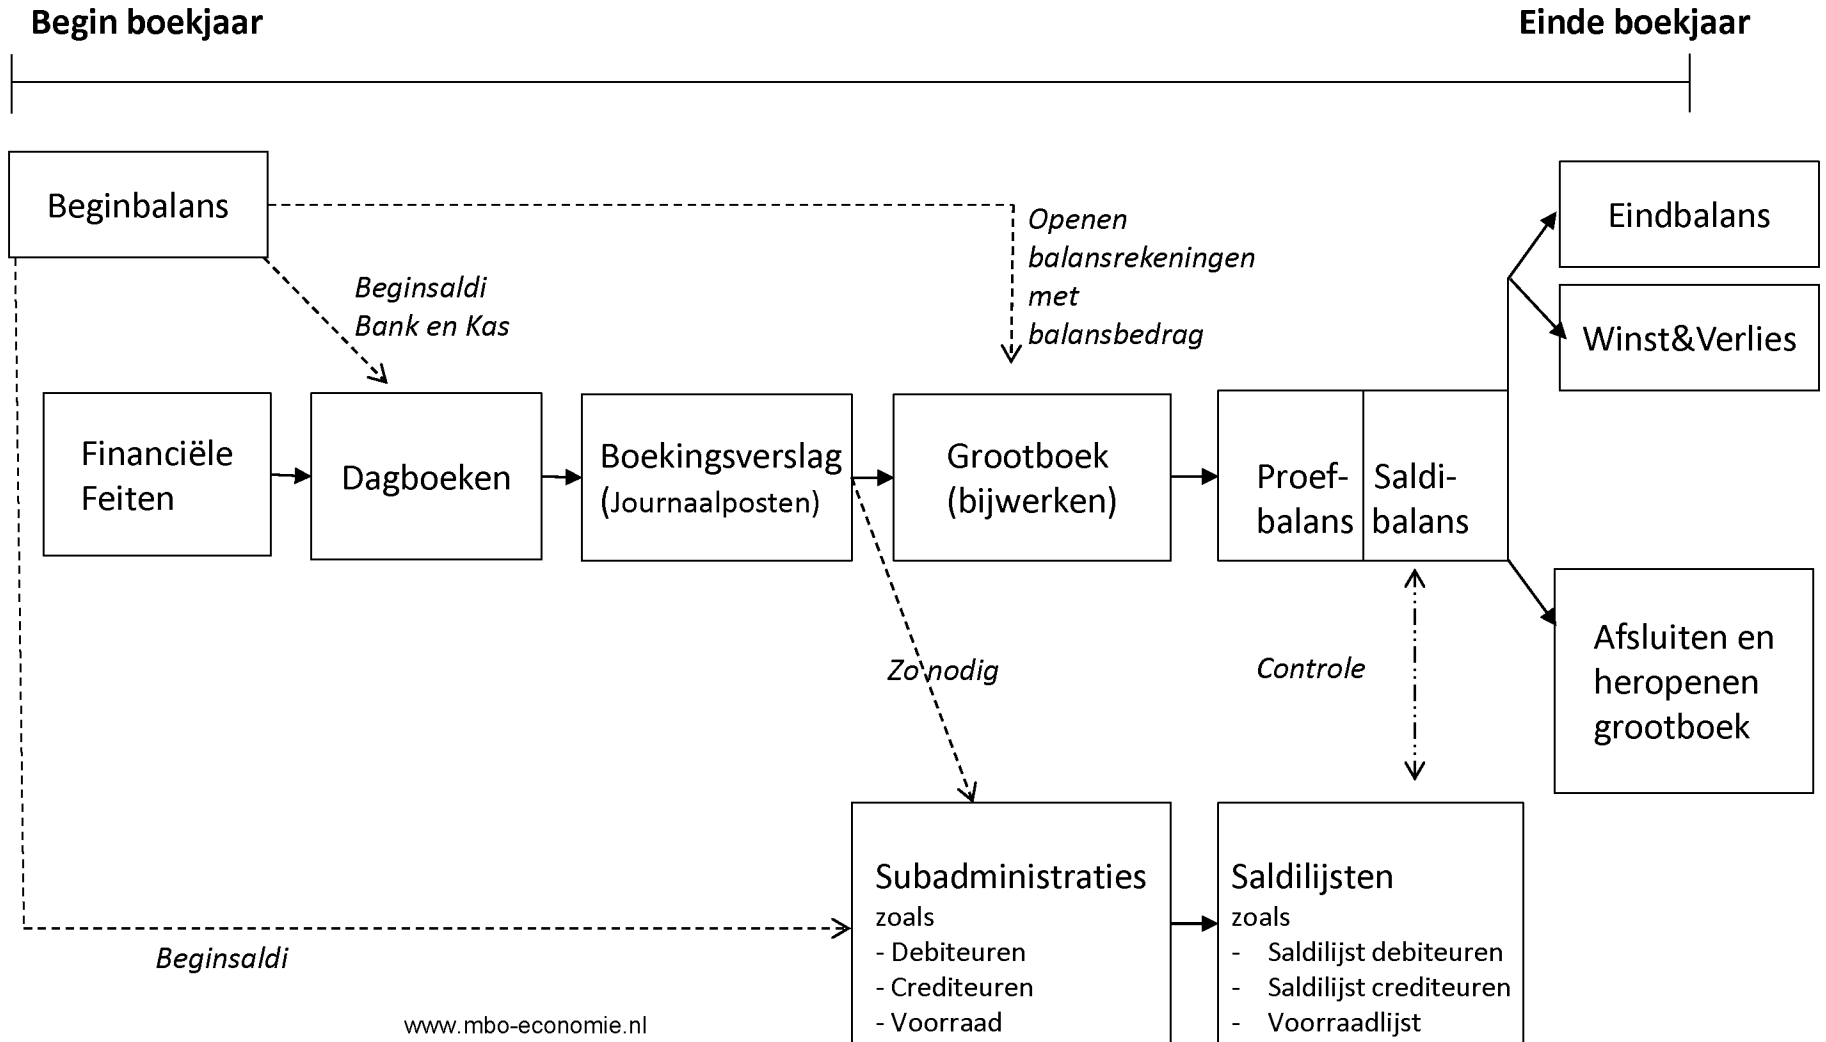 Begin boekjaar
Einde boekjaar
Beginbalans
Openen
balansrekeningen
met
balansbedrag
Eindbalans
Beginsaldi
Bank en Kas
Winst&Verlies
Financiële
Feiten
Dagboeken
Boekingsverslag
(Journaalposten)
Grootboek
(bijwerken)
Proef-
balans
Saldi-
balans
Zo nodig
Controle
Afsluiten en
heropenen
grootboek
Subadministraties
zoals
- Debiteuren
- Crediteuren
- Voorraad
Saldilijsten
zoals
- Saldilijst debiteuren
- Saldilijst crediteuren
- Voorraadlijst
Beginsaldi
www.mbo-economie.nl